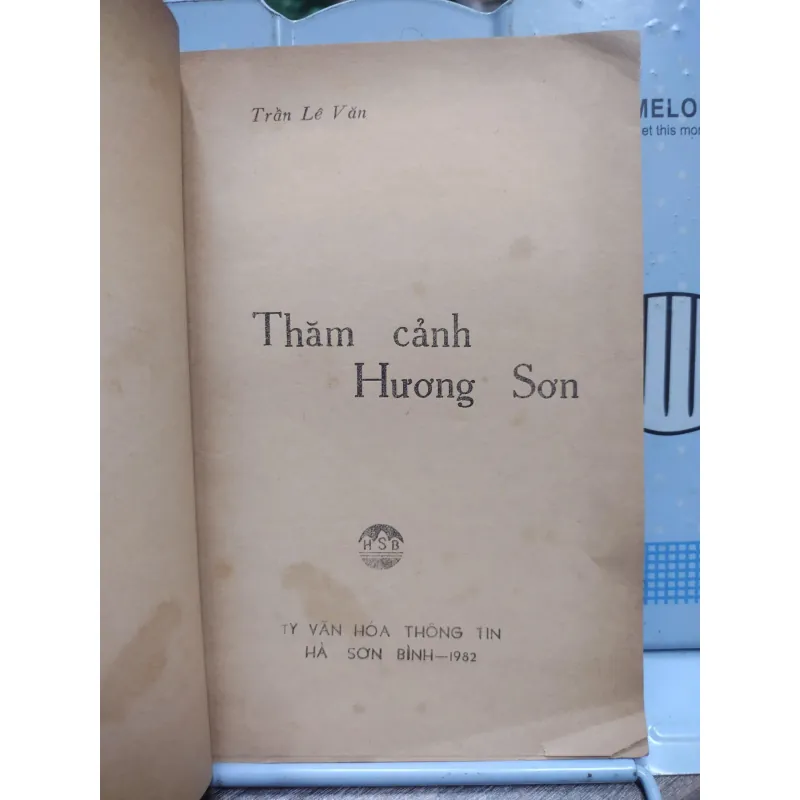 Trần Lê Văn
Thăm cảnh
Hương Sơn
HSB
TY VĂN HÓA THÔNG TIN
HÀ SƠN BÌNH—1982
MELO
et this mor